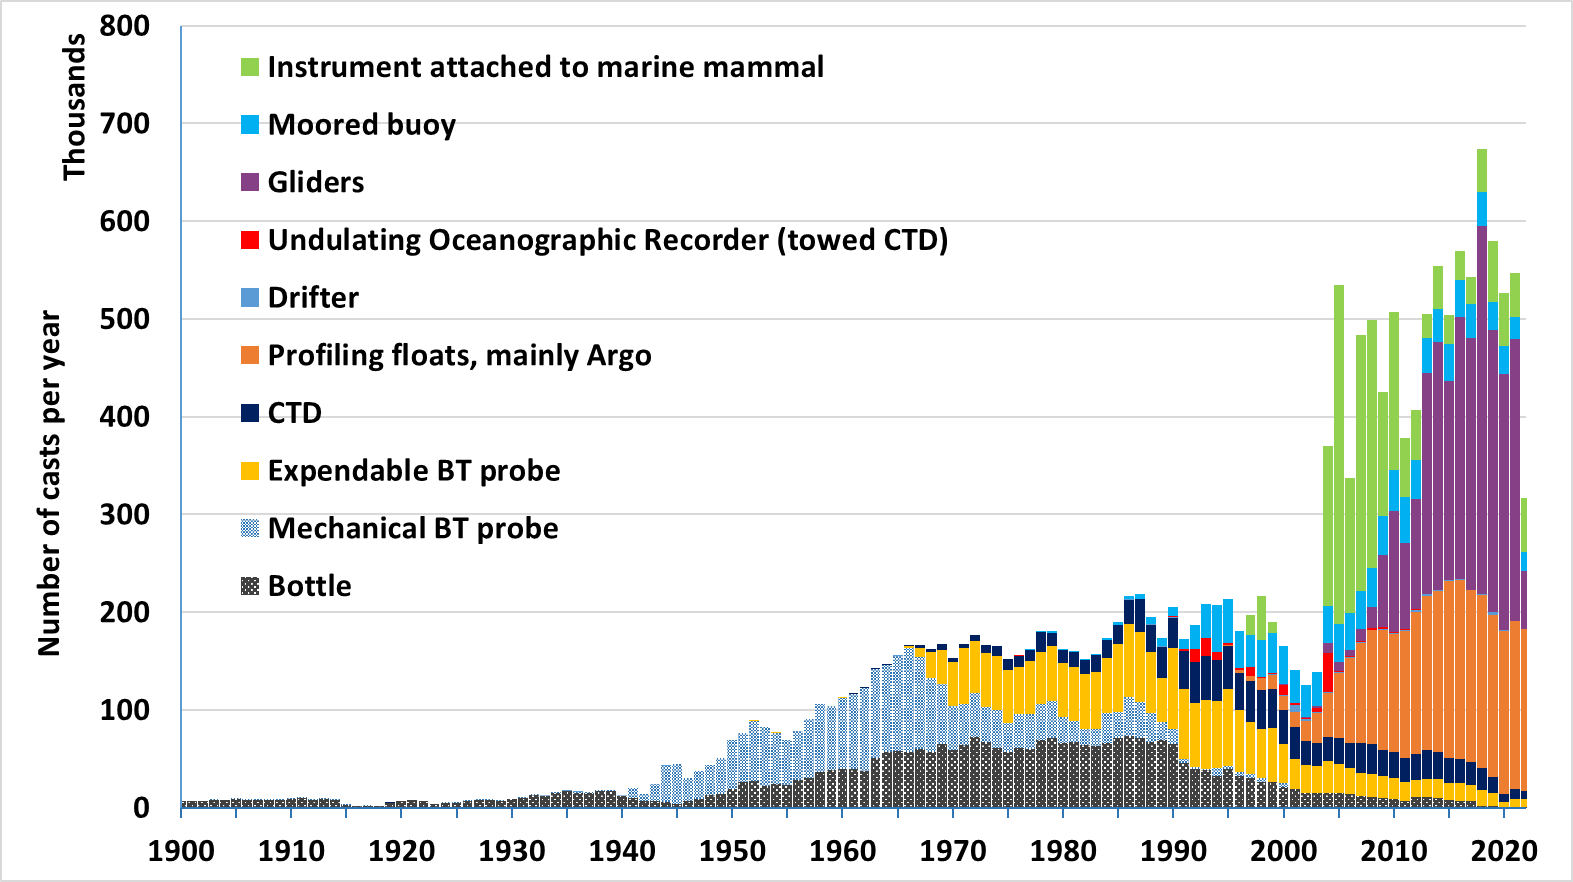 800
700
600
500
400
300
200
100
0
Thousands
Number of casts per year
Instrument attached to marine mammal
Moored buoy
Gliders
Undulating Oceanographic Recorder (towed CTD)
Drifter
Profiling floats, mainly Argo
CTD
Expendable BT probe
Mechanical BT probe
Bottle
1900 1910 1920 1930 1940 1950 1960 1970 1980 1990 2000 2010 2020